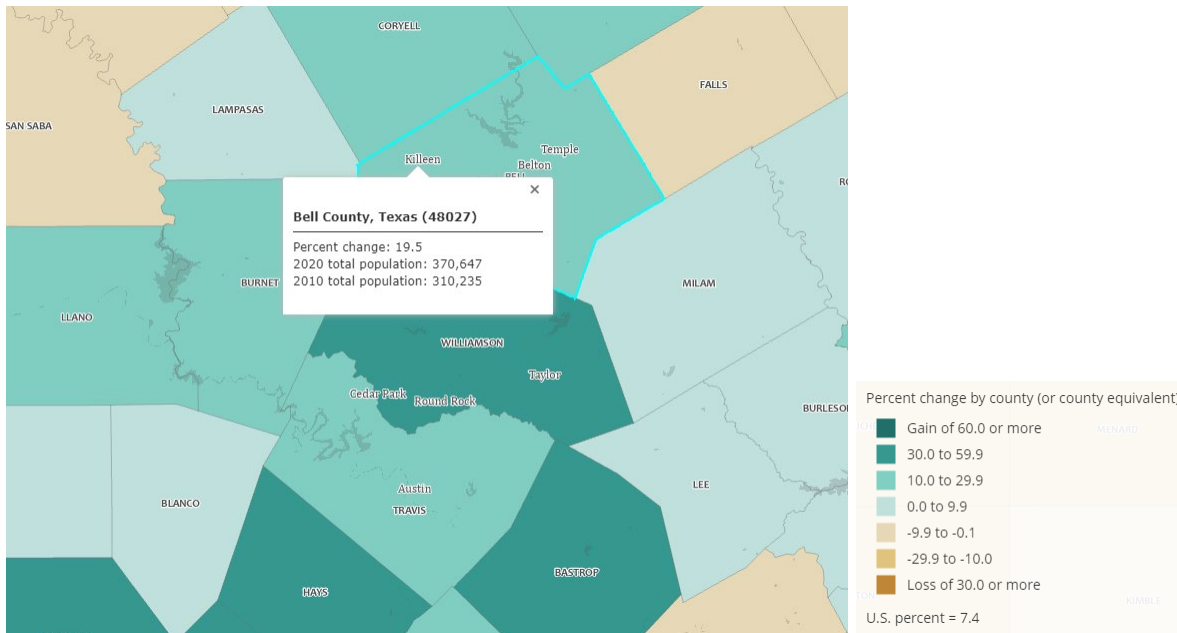 CORYELL
FALLS
LAMPASAS
SAN SABA
Temple
Killeen
Belton
Bell County, Texas (48027)
Percent change: 19.5
2020 total population: 370,647
2010 total population: 310,235
BURNET
MILAM
LLANO
WILLIAMSON
Taylor
Cedar Park
Round Rock
BURLESO
LEE
Austin
TRAVIS
BLANCO
BASTROP
HAYS
Percent change by county (or county equivalent)
Gain of 60.0 or more
30.0 to 59.9
MENARD
10.0 to 29.9
0.0 to 9.9
-9.9 to -0.1
-29.9 to -10.0
Loss of 30.0 or more
KIMBLE
U.S. percent = 7.4